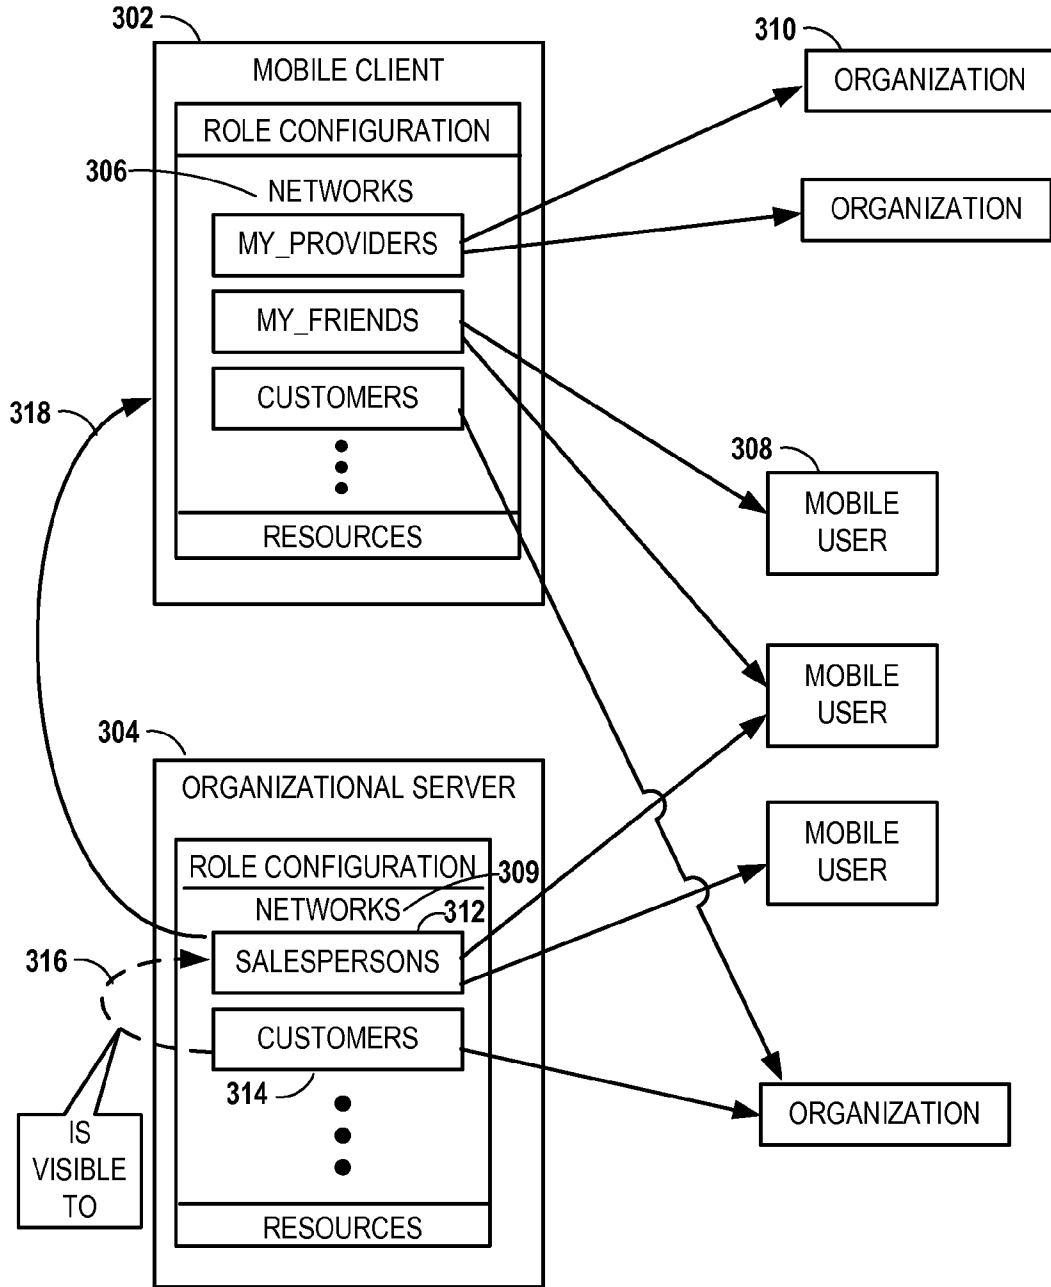 302
MOBILE CLIENT
ROLE CONFIGURATION
306
NETWORKS
MY_PROVIDERS
MY_FRIENDS
CUSTOMERS
RESOURCES
310
ORGANIZATION
ORGANIZATION
318
308
MOBILE
USER
MOBILE
USER
MOBILE
USER
304
ORGANIZATIONAL SERVER
ROLE CONFIGURATION
309
NETWORKS
312
SALESPERSONS
316
CUSTOMERS
314
RESOURCES
IS
VISIBLE
TO
ORGANIZATION